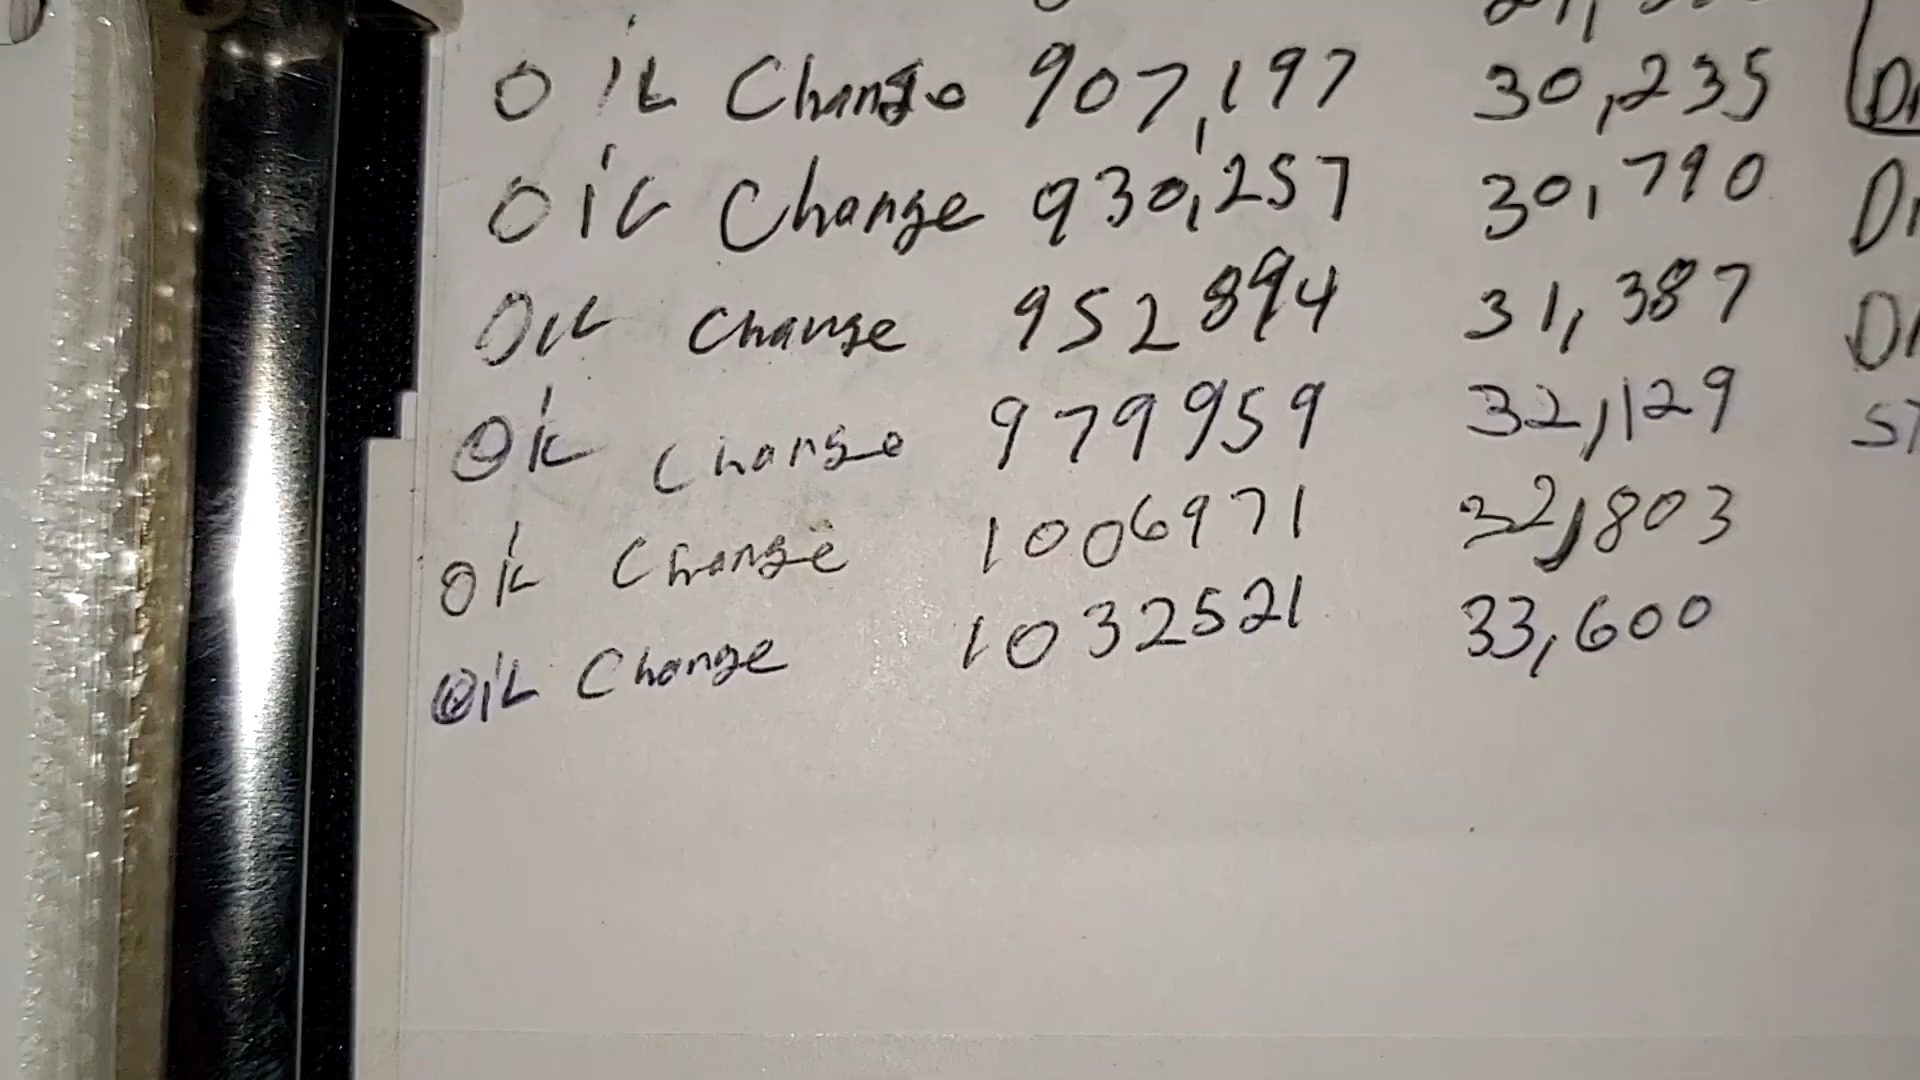 Oil Change 907,197 30,235
Oil Change 930,257 30,790
Oil Change 952894 31,387
Oil Change 979959 32,129
Oil Change 1006971 32,803
Oil Change 1032521 33,600